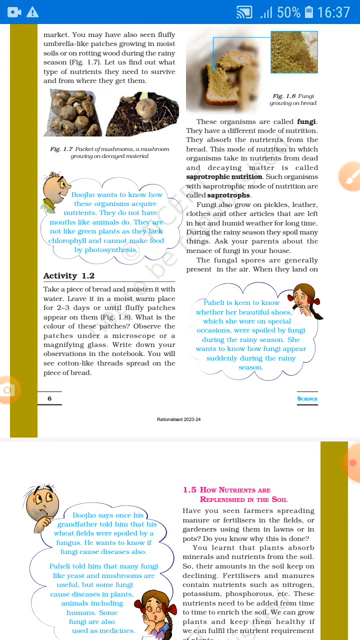 50% 16:37
market. You may have also seen fluffy
umbrella-like patches growing in moist
soils or on rotting wood during the rainy
season (Fig. 1.7). Let us find out what
type of nutrients they need to survive and
and from where they get them.
Fig. 1.7 Packet of mushrooms, a mushroom
growing on decayed material
Boojho wants to know how
these organisms acquire
nutrients. They do not have
mouths like animals do. They are
not like green plants as they lack
chlorophyll and cannot make food
by photosynthesis.
Activity 1.2
Take a piece of bread and moisten it with
water. Leave it in a moist warm place
for 2–3 days or until fluffy patches
appear on them (Fig. 1.8). What is the
colour of these patches? Observe the
patches under a microscope or a
magnifying glass. Write down your
observations in the notebook. You will
see cotton-like threads spread on the
piece of bread.
Fig. 1.8 Fungi
growing on bread
These organisms are called fungi.
They have a different mode of nutrition.
They absorb the nutrients from the
bread. This mode of nutrition in which
organisms take in nutrients from dead
and decaying matter is called
saprotrophic nutrition. Such organisms
with saprotrophic mode of nutrition are
called saprotrophs.
Fungi also grow on pickles, leather,
clothes and other articles that are left
in hot and humid weather for long time.
During the rainy season they spoil many
things. Ask your parents about the
menace of fungi in your house.
The fungal spores are generally
present in the air. When they land on
Paheli is keen to know
whether her beautiful shoes,
which she wore on special
occasions, were spoiled by fungi
during the rainy season. She
wants to know how fungi appear
suddenly during the rainy
season.
6
SCIENCE
Rationalised 2023-24
Boojho says once his
grandfather told him that his
wheat fields were spoiled by a
fungus. He wants to know if
fungi cause diseases also.
Paheli told him that many fungi
like yeast and mushrooms are
useful, but some fungi
cause diseases in plants,
animals including
humans. Some
fungi are also
used as medicines.
1.5 HOW NUTRIENTS ARE
REPLENISHED IN THE SOIL
Have you seen farmers spreading
manure or fertilisers in the fields, or
gardeners using them in lawns or in
pots? Do you know why this is done?
You learnt that plants absorb
minerals and nutrients from the soil.
So, their amounts in the soil keep on
declining. Fertilisers and manures
contain nutrients such as nitrogen,
potassium, phosphorous, etc. These
nutrients need to be added from time
to time to enrich the soil. We can grow
plants and keep them healthy if
we can fulfil the nutrient requirement
of plants